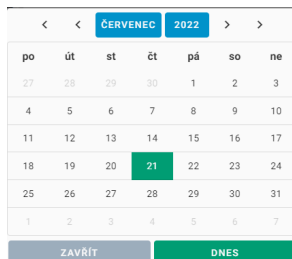 ‹ ‹ ČERVENEC 2022 › ›
po út st čt pá so ne
27 28 29 30 1 2 3
4 5 6 7 8 9 10
11 12 13 14 15 16 17
18 19 20 21 22 23 24
25 26 27 28 29 30 31
1 2 3 4 5 6 7
ZAVŘÍT DNES